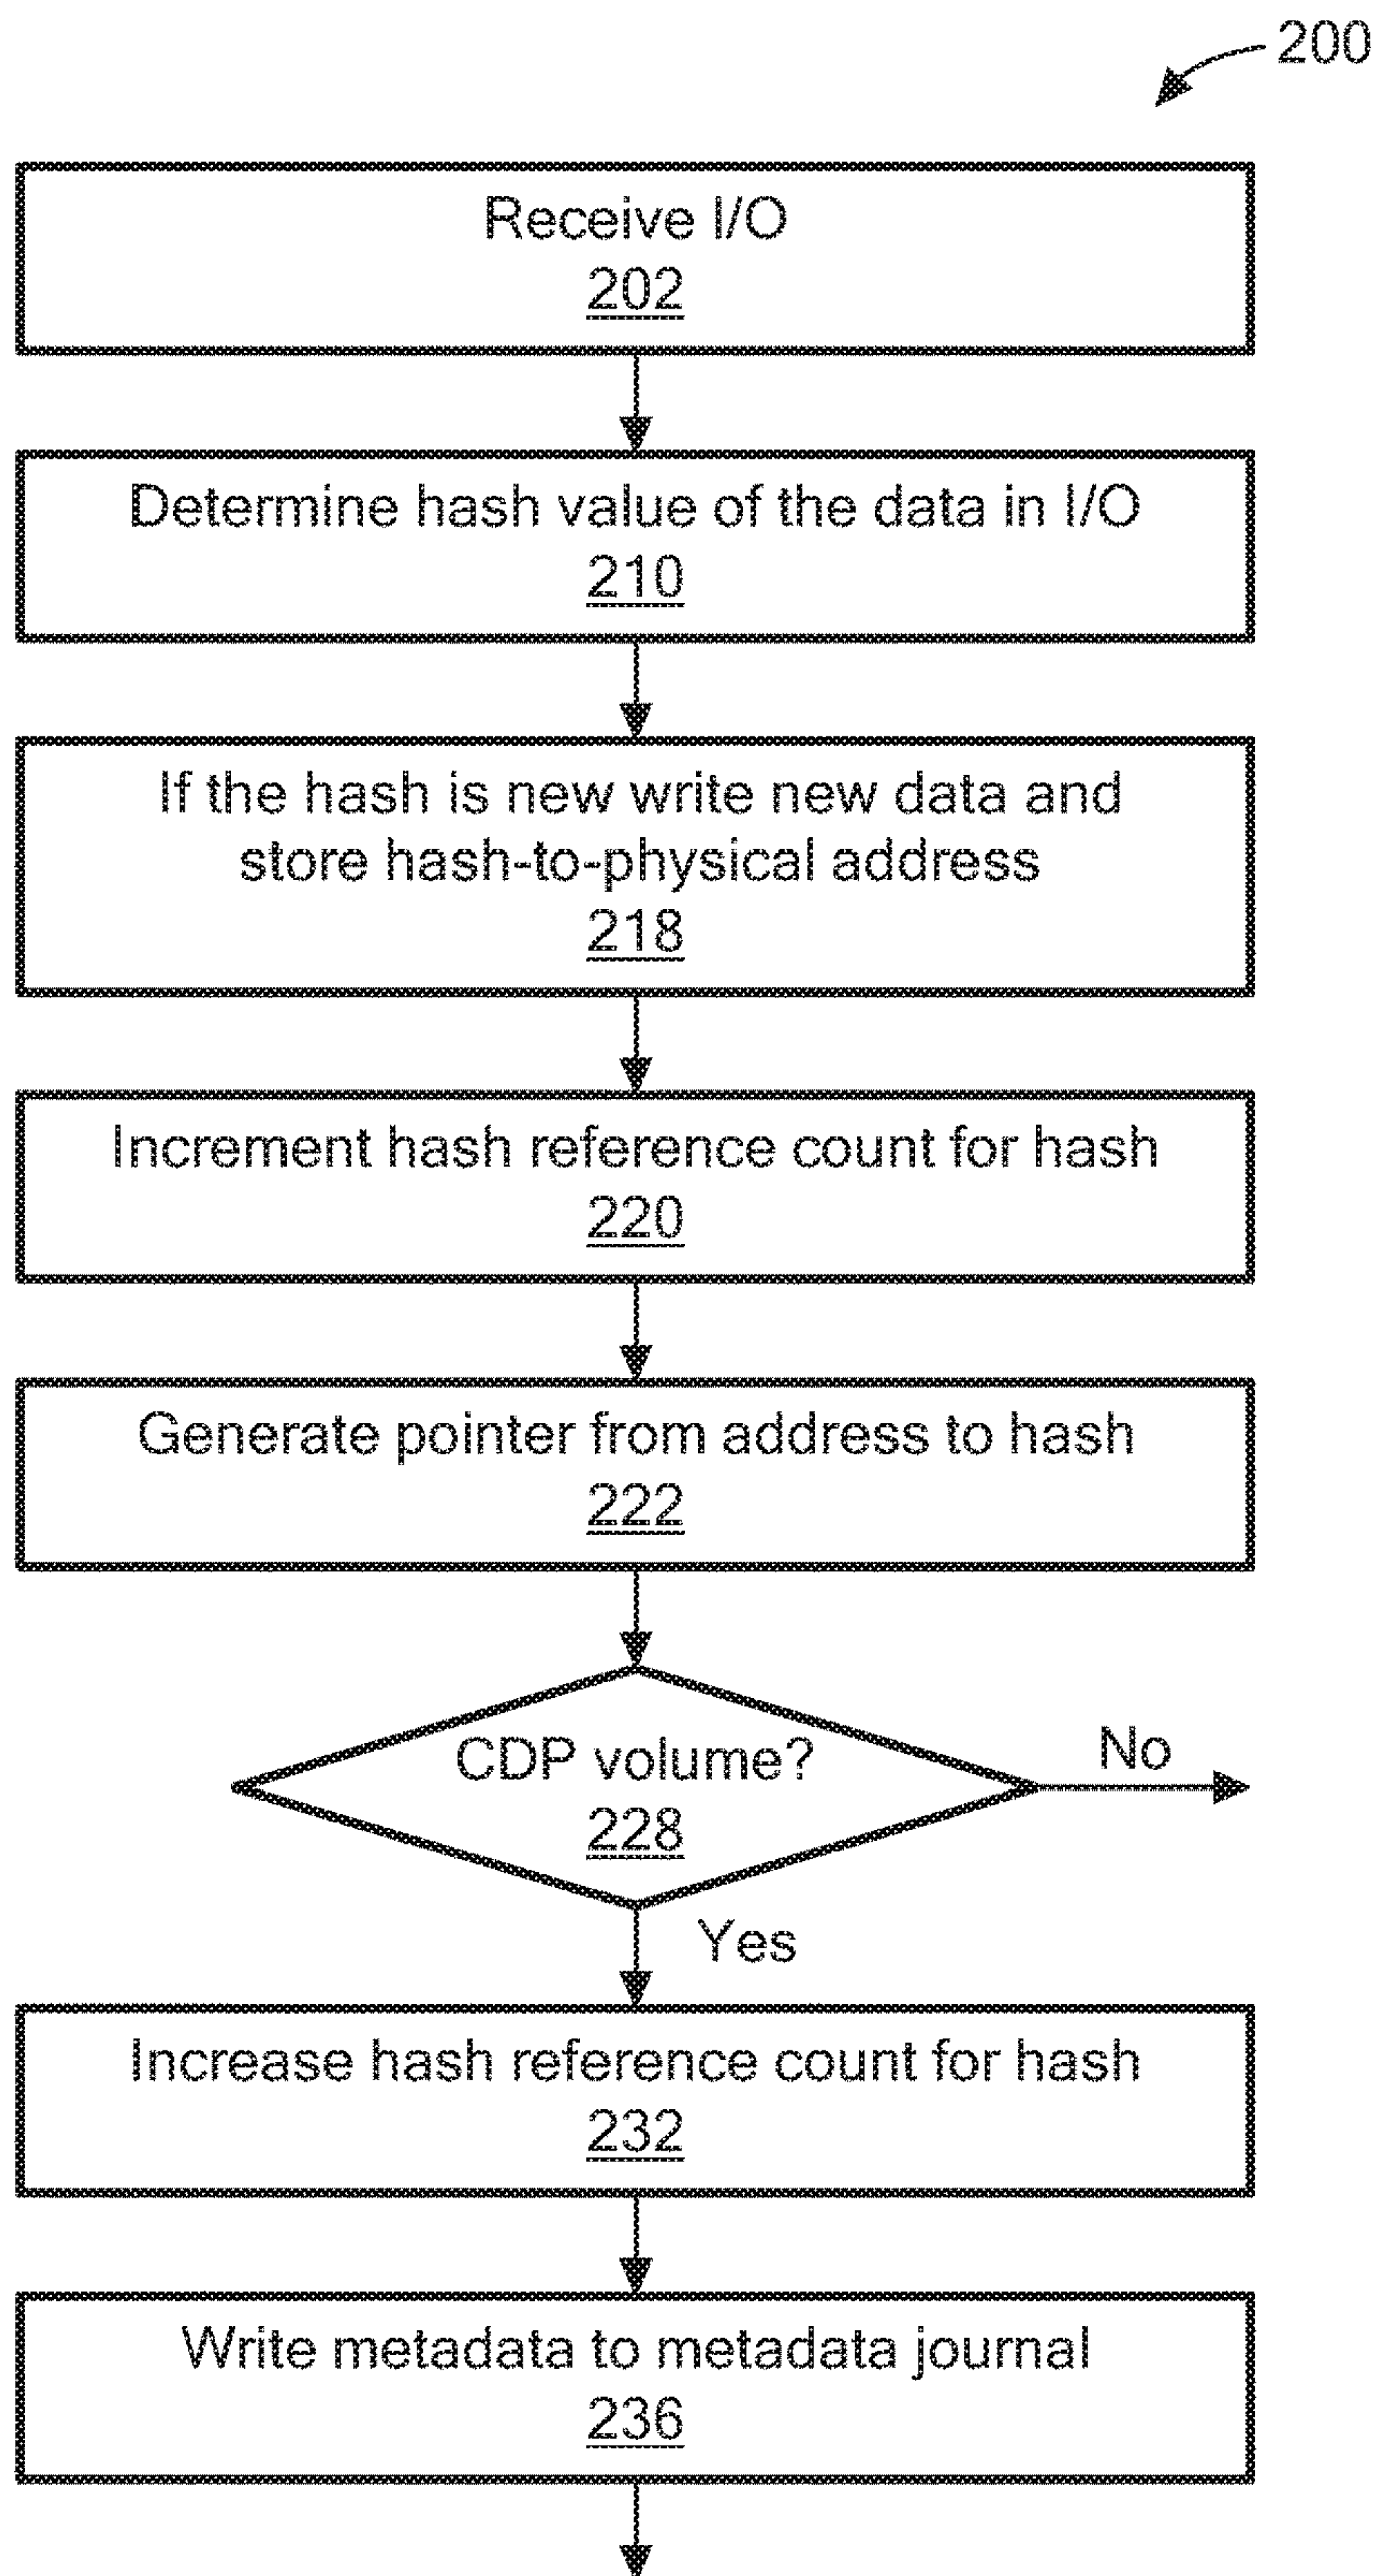 200
Receive I/O
202
Determine hash value of the data in I/O
210
If the hash is new write new data and
store hash-to-physical address
218
Increment hash reference count for hash
220
Generate pointer from address to hash
222
CDP volume?
228
No
Yes
Increase hash reference count for hash
232
Write metadata to metadata journal
236